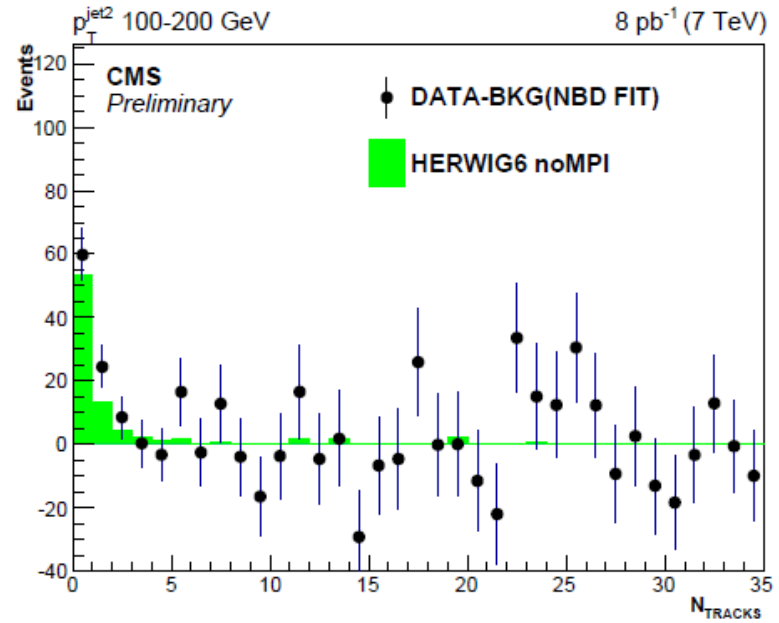 p_T^jet2 100-200 GeV
8 pb⁻¹ (7 TeV)
CMS
Preliminary
DATA-BKG(NBD FIT)
HERWIG6 noMPI
Events
120
100
80
60
40
20
0
-20
-40
0 5 10 15 20 25 30 35
N_TRACKS